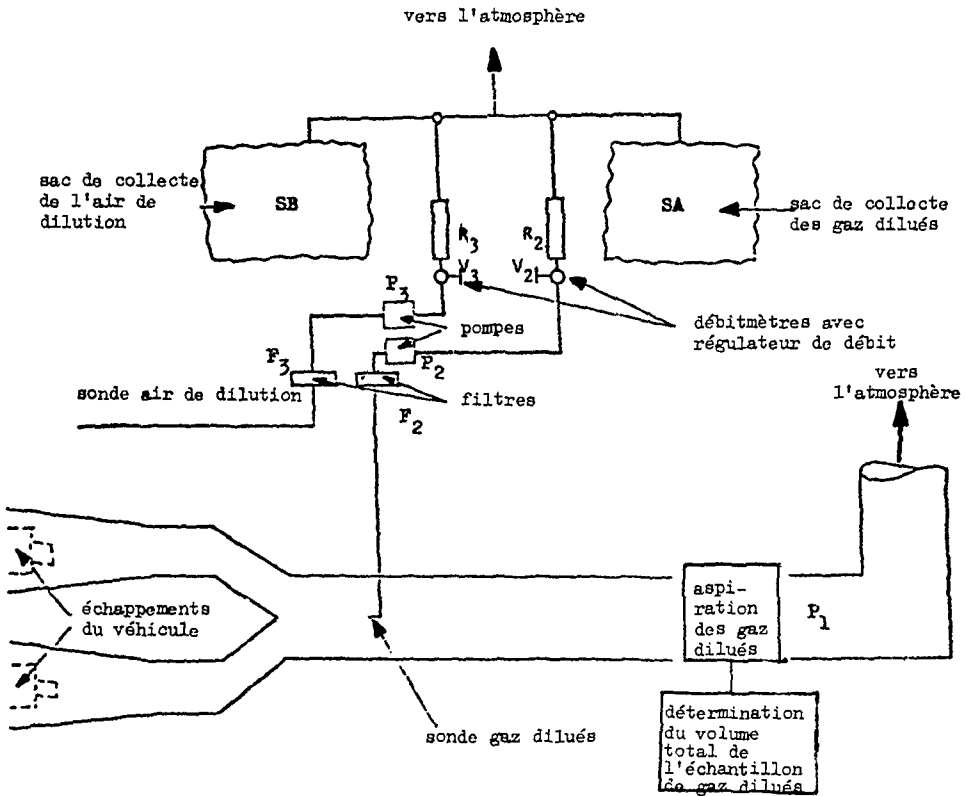 vers l'atmosphère
sac de collecte
de l'air de
dilution
SB
SA
sac de collecte
des gaz dilués
R3
R2
V3
V2
P3
pompes
P2
débitmètres avec
régulateur de débit
F3
sonde air de dilution
filtres
F2
vers
l'atmosphère
échappements
du véhicule
aspi-
ration
des gaz
dilués
P1
sonde gaz dilués
détermination
du volume
total de
l'échantillon
de gaz dilués